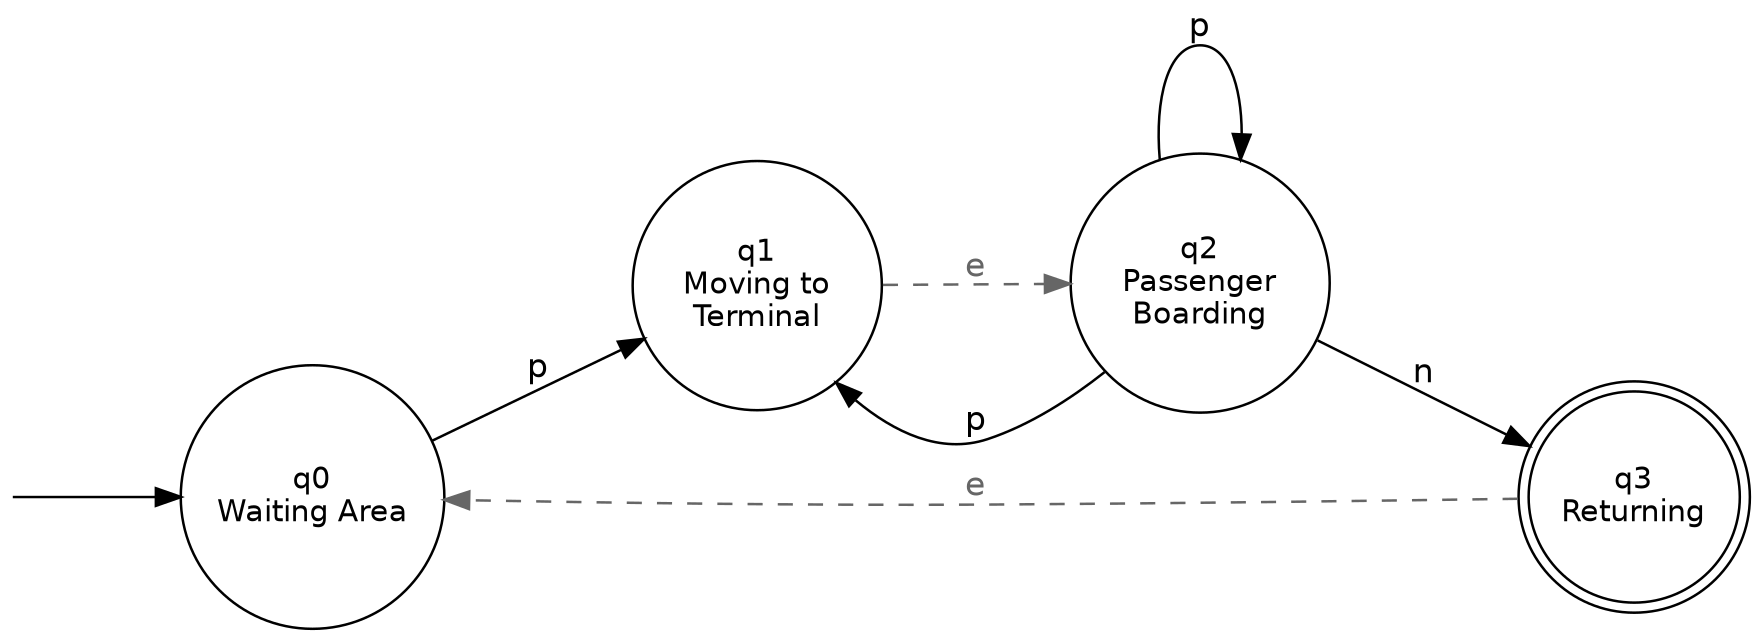 p
q1
Moving to
Terminal
e
q2
Passenger
Boarding
p
n
p
q0
Waiting Area
e
q3
Returning